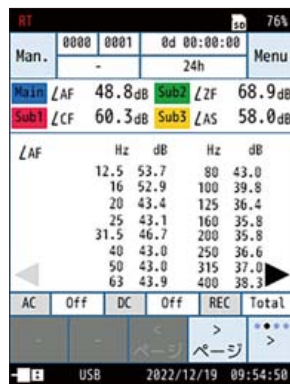 RT SD 76%
Man. 0000 0001 0d 00:00:00 Menu
- 24h
Main LAF 48.8dB Sub2 LZF 68.9dB
Sub1 LCF 60.3dB Sub3 LAS 58.0dB
LAF Hz dB Hz dB
12.5 53.7 80 43.0
16 52.9 100 39.8
20 43.4 125 36.4
25 43.1 160 35.8
31.5 46.7 200 35.8
40 43.0 250 36.6
50 43.0 315 37.0
63 43.9 400 38.3
AC Off DC Off REC Total
- - < ページ > ページ >
USB 2022/12/19 09:54:50